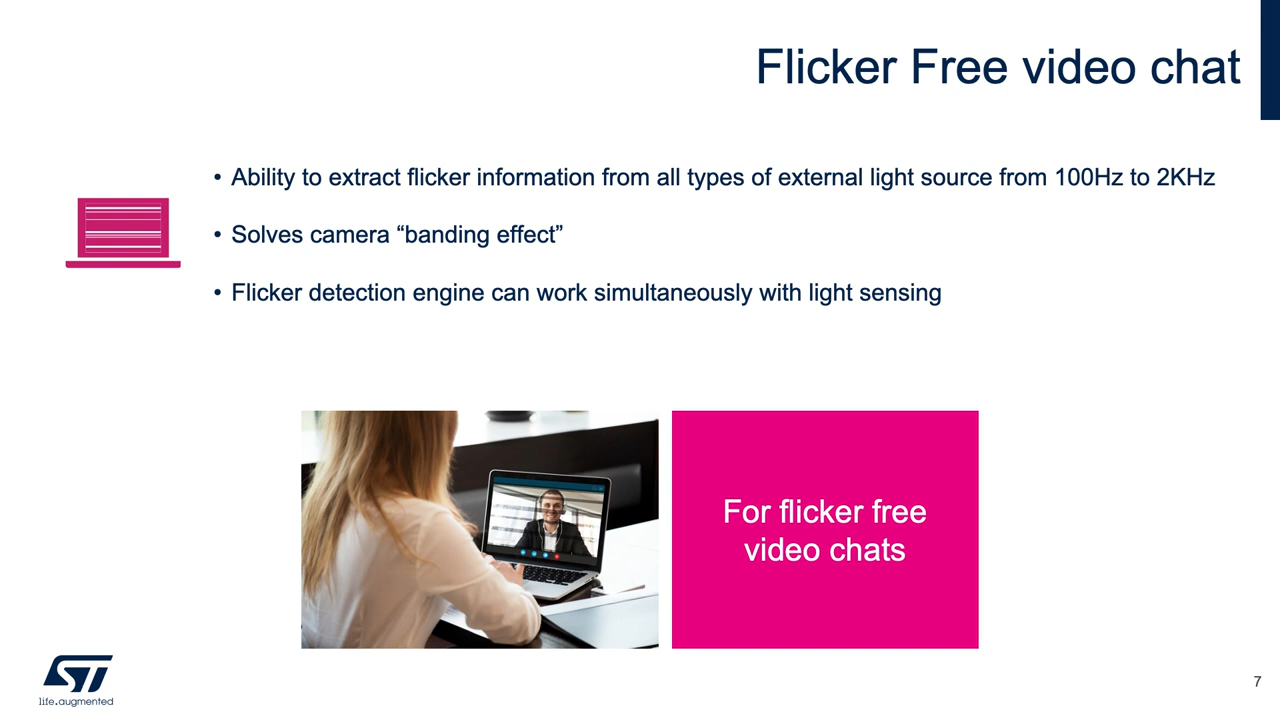 Flicker Free video chat
• Ability to extract flicker information from all types of external light source from 100Hz to 2KHz
• Solves camera “banding effect”
• Flicker detection engine can work simultaneously with light sensing
For flicker free
video chats
ST
life.augmented
7